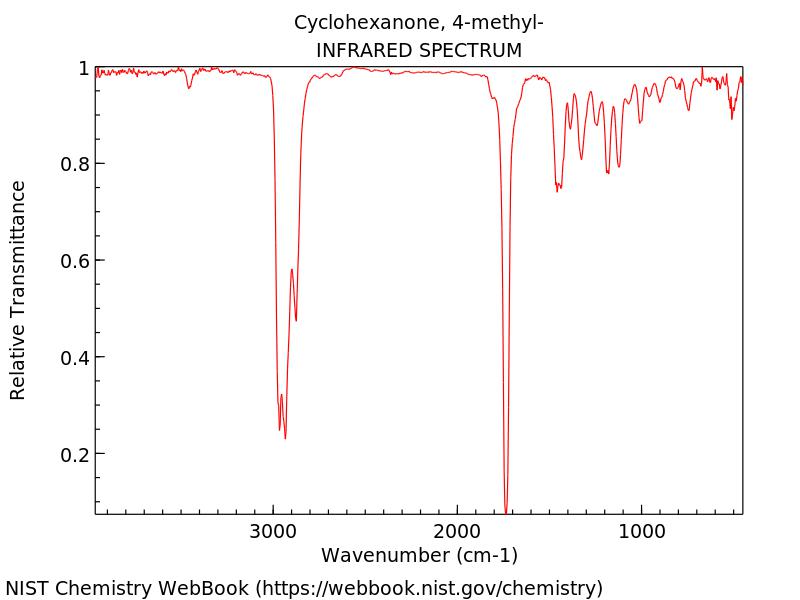 Cyclohexanone, 4-methyl-
INFRARED SPECTRUM
1
0.8
0.6
0.4
0.2
Relative Transmittance
3000 2000 1000
Wavenumber (cm-1)
NIST Chemistry WebBook (https://webbook.nist.gov/chemistry)